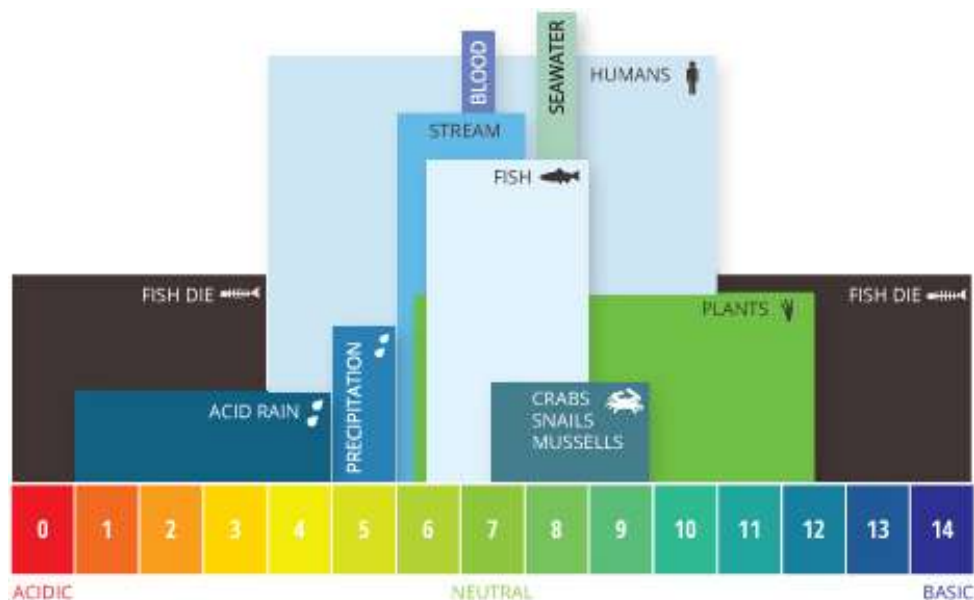 BLOOD
SEAWATER
HUMANS
STREAM
FISH
FISH DIE
PLANTS
FISH DIE
PRECIPITATION
ACID RAIN
CRABS
SNAILS
MUSSELLS
0 1 2 3 4 5 6 7 8 9 10 11 12 13 14
ACIDIC NEUTRAL BASIC